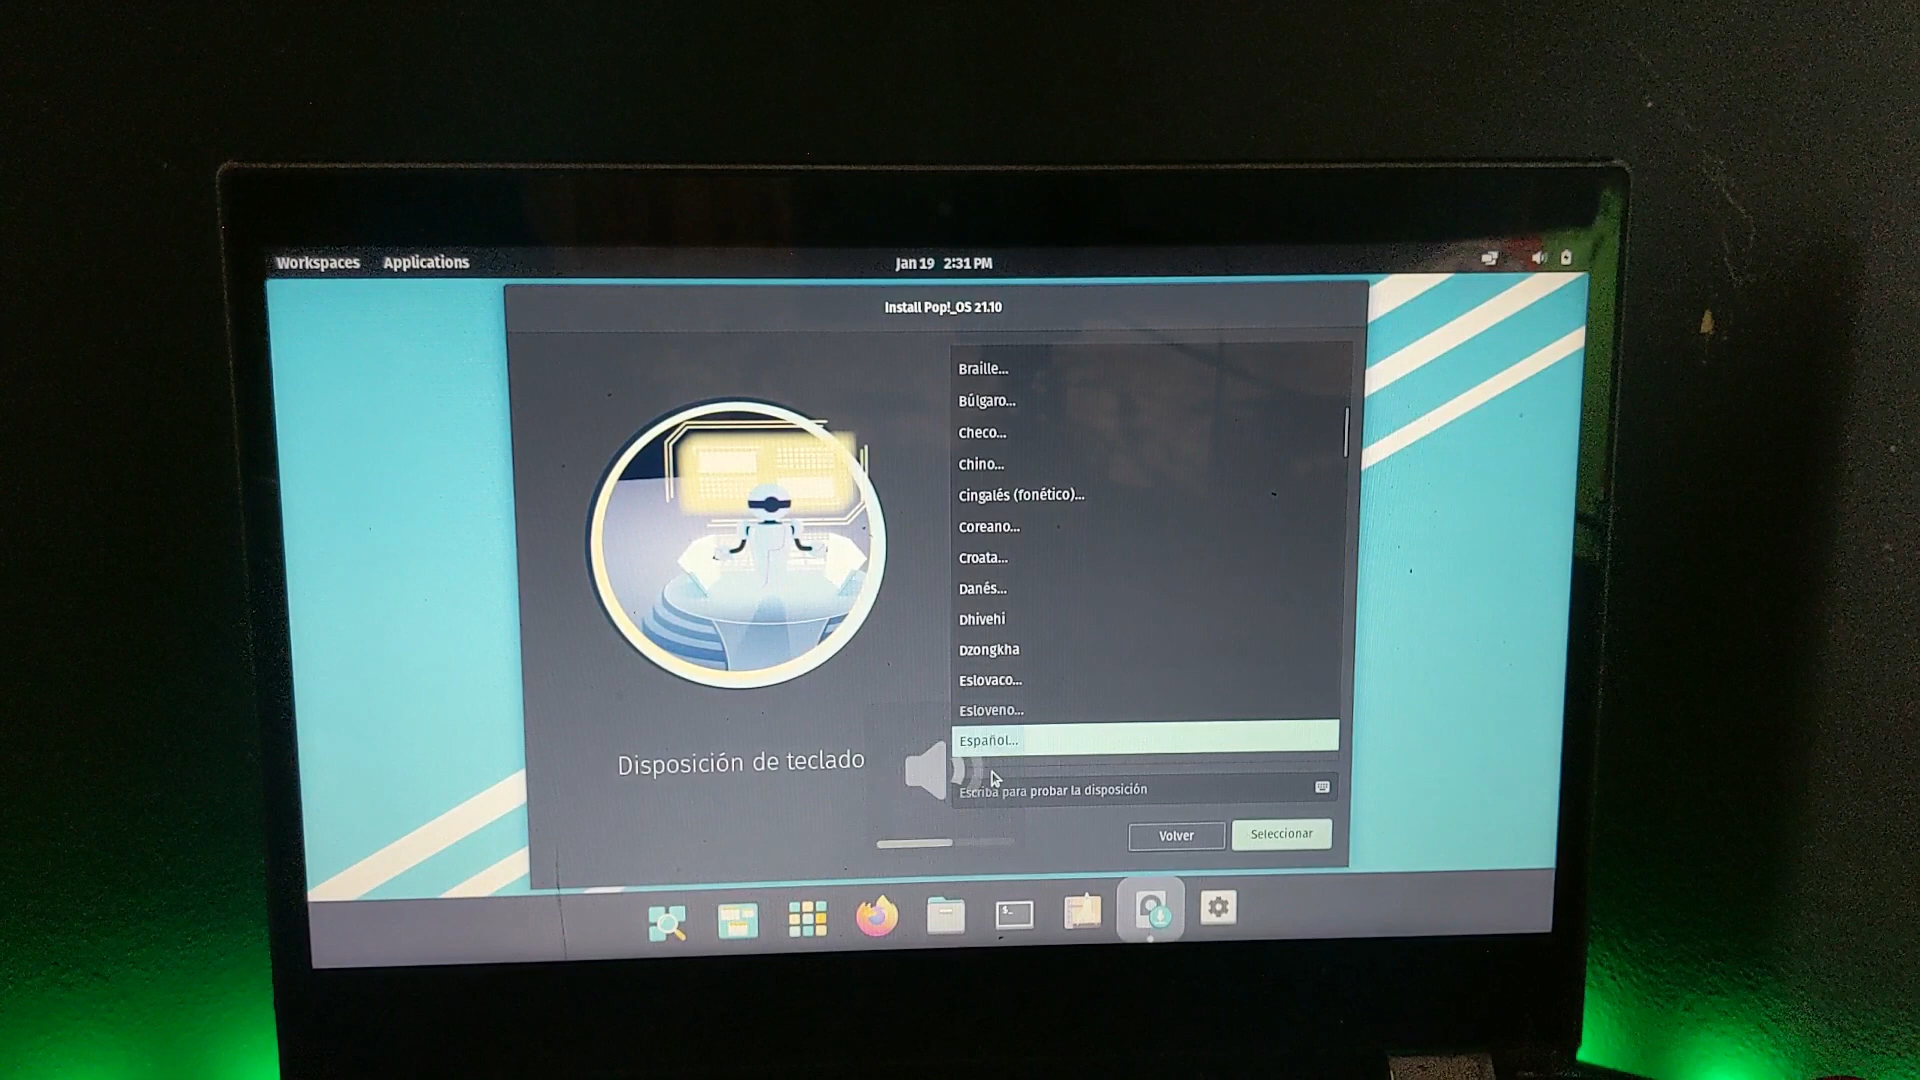 Workspaces Applications Jan 19 2:31 PM
Install Pop!_OS 21.10
Braille...
Búlgaro...
Checo...
Chino...
Cingalés (fonético)...
Coreano...
Croata...
Danés...
Dhivehi
Dzongkha
Eslovaco...
Esloveno...
Español...
Disposición de teclado
Escriba para probar la disposición
Volver Seleccionar
$_